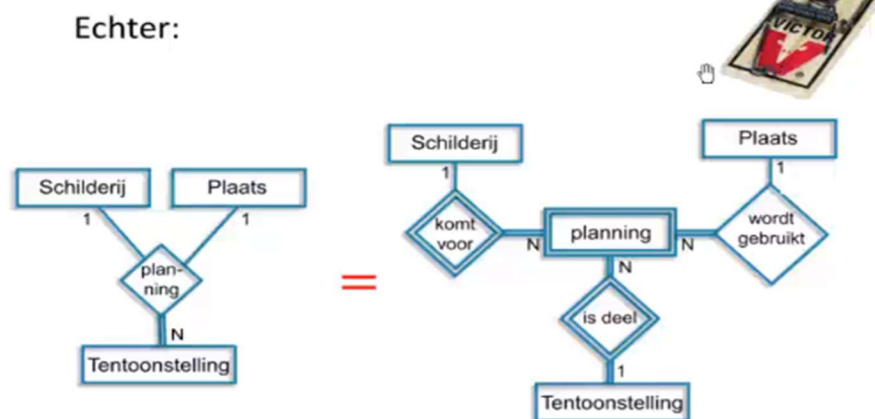 Echter:
VICTOR
Schilderij
Plaats
1
1
plan-
ning
N
Tentoonstelling
=
Schilderij
1
komt
voor
N
planning
N
Plaats
1
wordt
gebruikt
N
is deel
1
Tentoonstelling